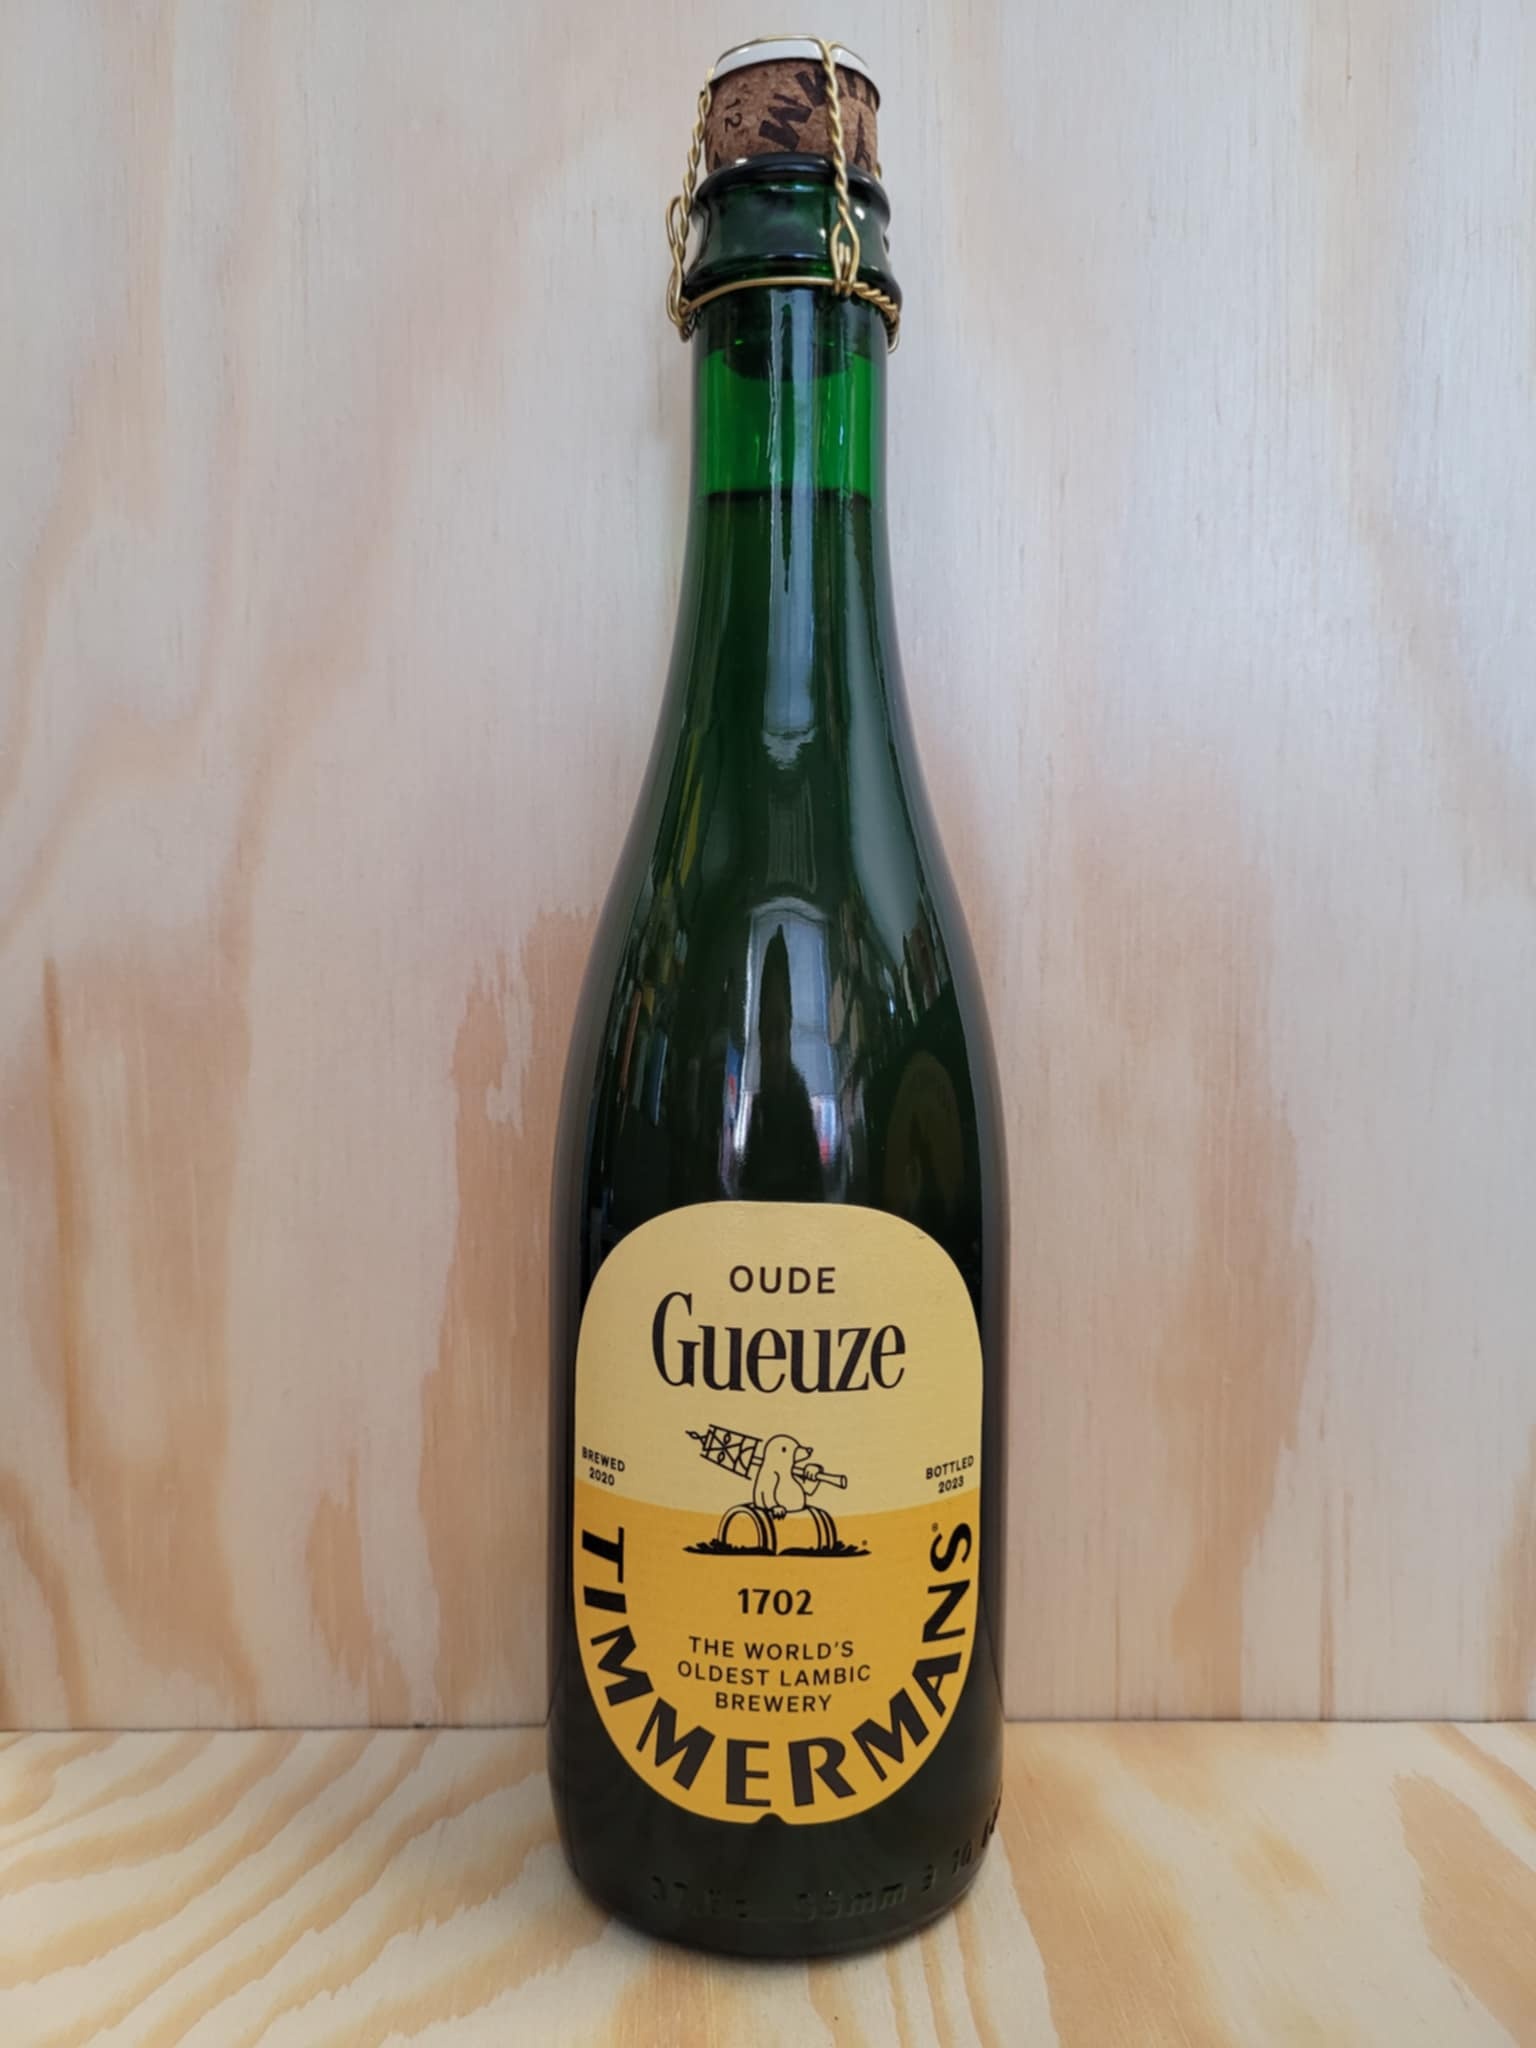 OUDE
Gueuze
BREWED
2020
BOTTLED
2023
1702
THE WORLD'S
OLDEST LAMBIC
BREWERY
TIMMERMANS®